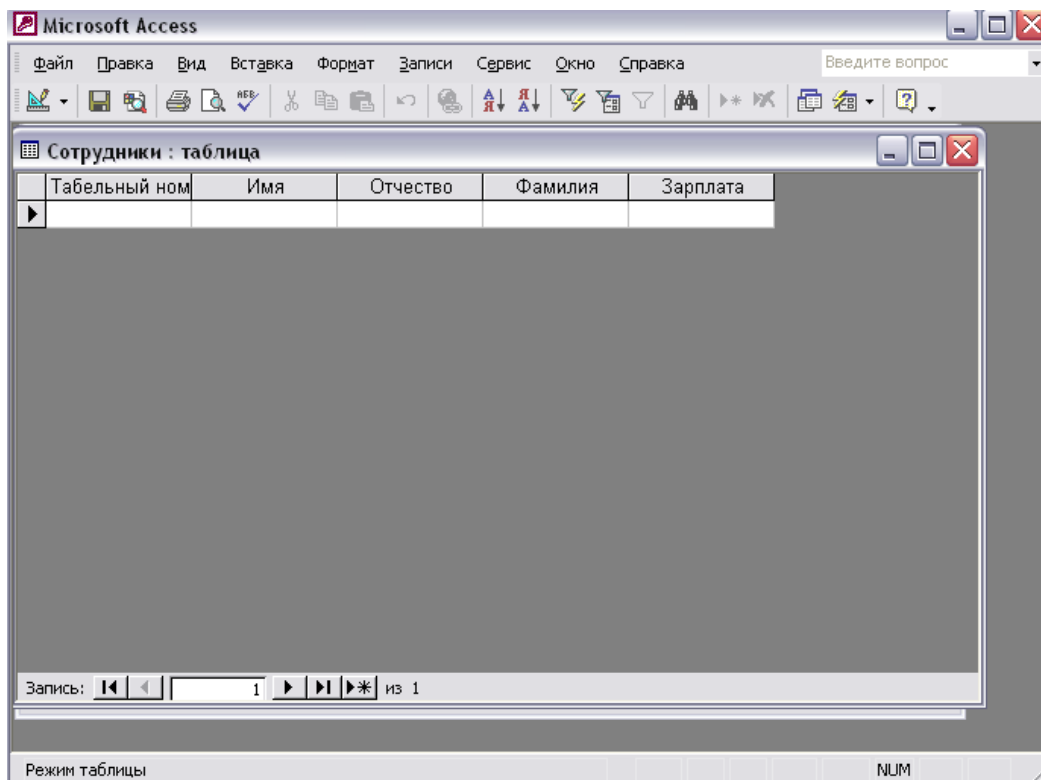 Microsoft Access
Файл Правка Вид Вставка Формат Записи Сервис Окно Справка Введите вопрос
Сотрудники : таблица
Табельный ном Имя Отчество Фамилия Зарплата
Запись: 1 из 1
Режим таблицы NUM